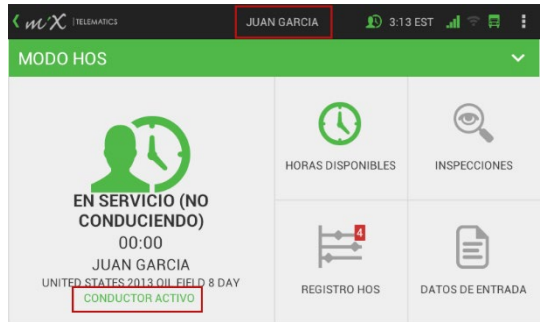 mix TELEMATICS JUAN GARCIA 3:13 EST
MODO HOS
EN SERVICIO (NO
CONDUCIENDO)
00:00
JUAN GARCIA
UNITED STATES 2013 OIL FIELD 8 DAY
CONDUCTOR ACTIVO
HORAS DISPONIBLES
INSPECCIONES
4
REGISTRO HOS
DATOS DE ENTRADA